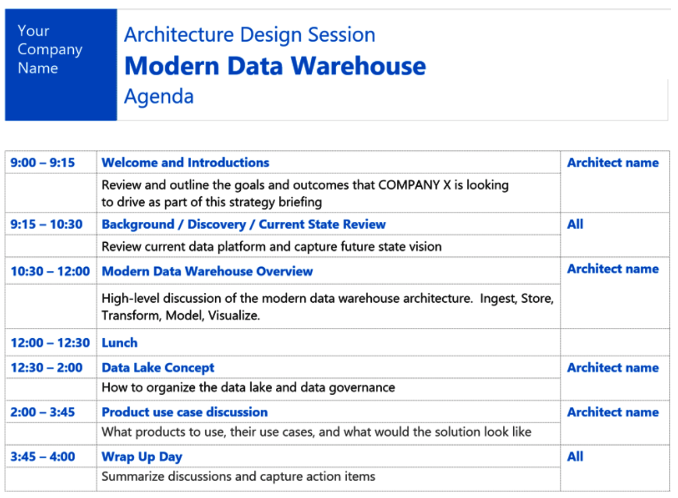 Your
Company
Name
Architecture Design Session
Modern Data Warehouse
Agenda
9:00 – 9:15 Welcome and Introductions Architect name
Review and outline the goals and outcomes that COMPANY X is looking
to drive as part of this strategy briefing
9:15 – 10:30 Background / Discovery / Current State Review All
Review current data platform and capture future state vision
10:30 – 12:00 Modern Data Warehouse Overview Architect name
High-level discussion of the modern data warehouse architecture. Ingest, Store,
Transform, Model, Visualize.
12:00 – 12:30 Lunch
12:30 – 2:00 Data Lake Concept Architect name
How to organize the data lake and data governance
2:00 – 3:45 Product use case discussion Architect name
What products to use, their use cases, and what would the solution look like
3:45 – 4:00 Wrap Up Day All
Summarize discussions and capture action items